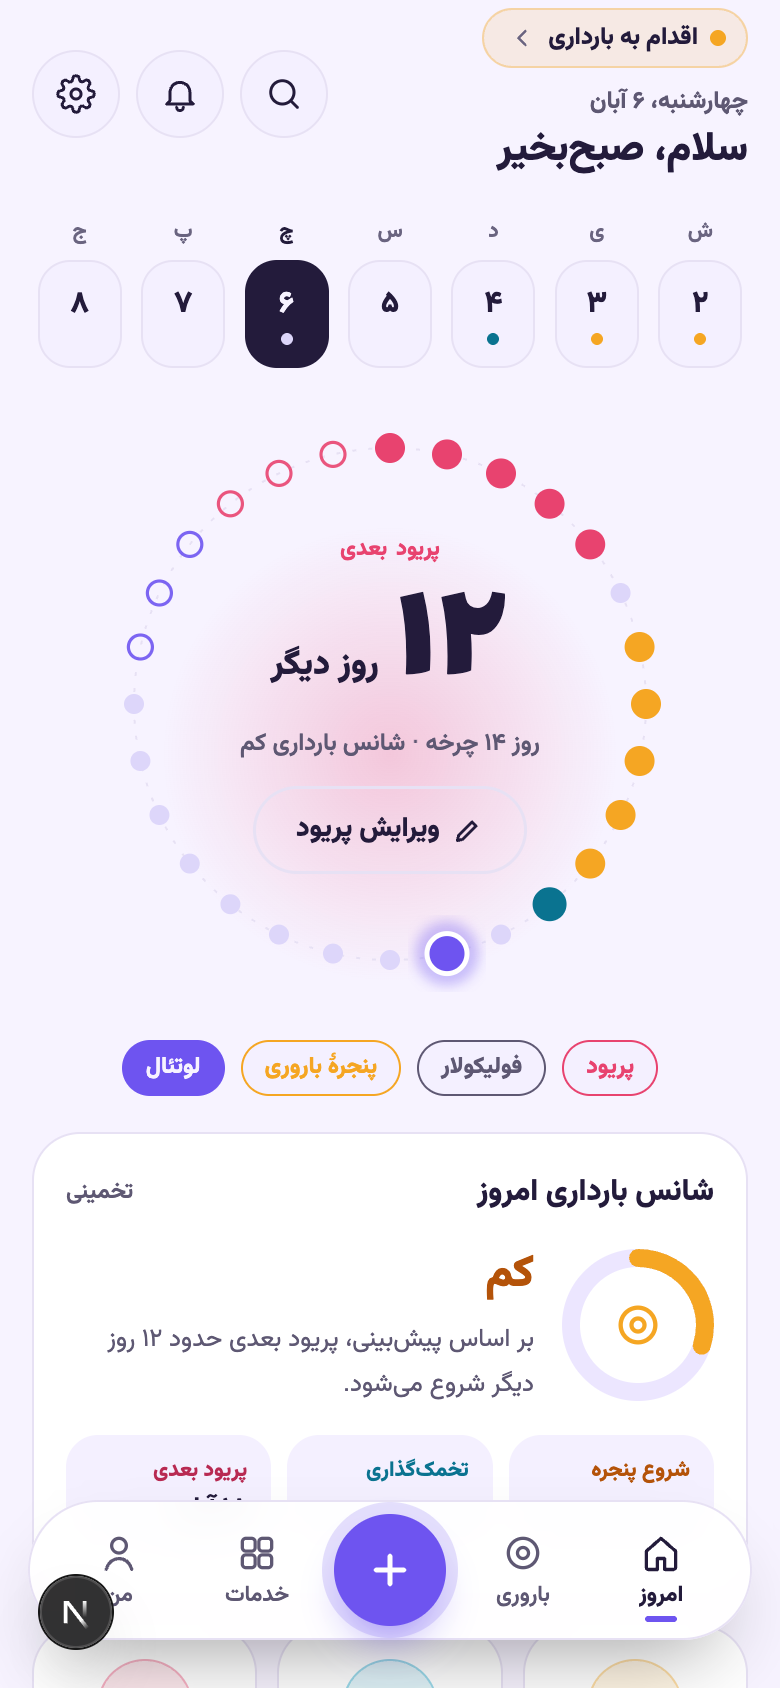 اقدام به بارداری
چهارشنبه، ۶ آبان
سلام، صبح‌بخیر
ش ی د س چ پ ج
۲ ۳ ۴ ۵ ۶ ۷ ۸
پریود بعدی
۱۲ روز دیگر
روز ۱۴ چرخه · شانس بارداری کم
ویرایش پریود
پریود فولیکولار پنجرهٔ باروری لوتئال
شانس بارداری امروز تخمینی
کم
بر اساس پیش‌بینی، پریود بعدی حدود ۱۲ روز
دیگر شروع می‌شود.
شروع پنجره تخمک‌گذاری پریود بعدی
امروز باروری خدمات من
N